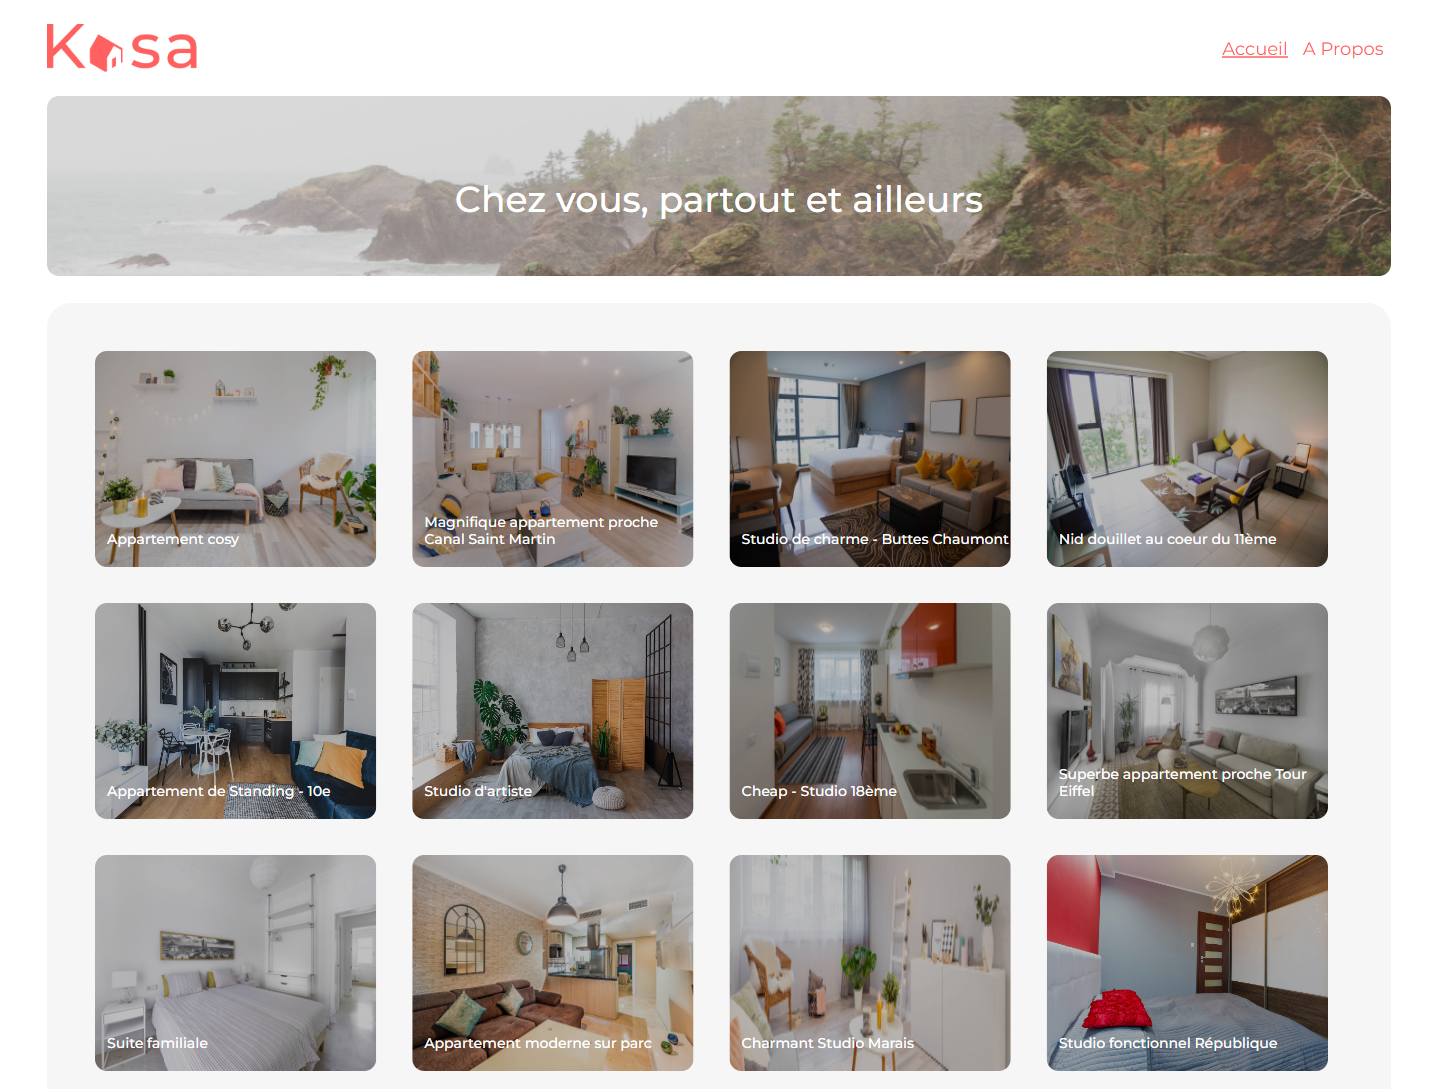 Kasa
Accueil A Propos
Chez vous, partout et ailleurs
Appartement cosy
Magnifique appartement proche
Canal Saint Martin
Studio de charme - Buttes Chaumont
Nid douillet au coeur du 11ème
Appartement de Standing - 10e
Studio d'artiste
Cheap - Studio 18ème
Superbe appartement proche Tour
Eiffel
Suite familiale
Appartement moderne sur parc
Charmant Studio Marais
Studio fonctionnel République